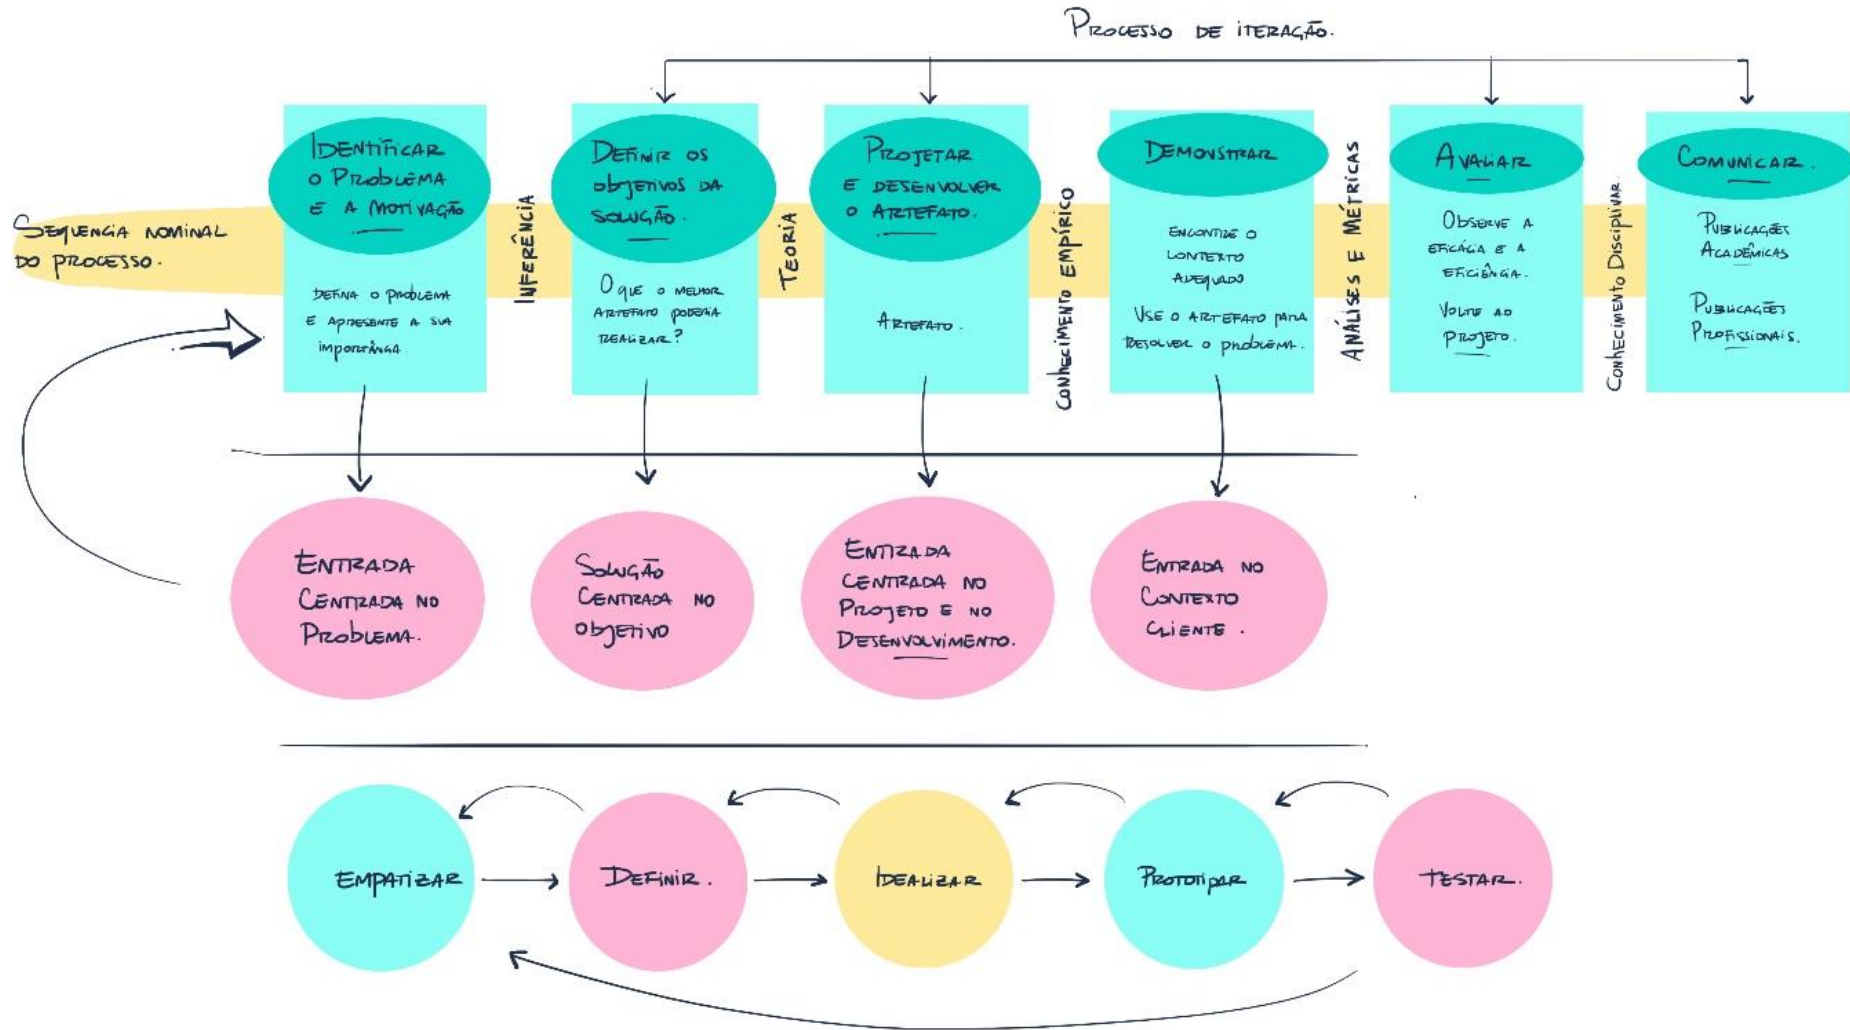 PROCESSO DE ITERAÇÃO.
SEQUENCIA NOMINAL
DO PROCESSO.
IDENTIFICAR
O PROBLEMA
E A MOTIVAÇÃO
DEFINA O PROBLEMA
E APRESENTE A SUA
IMPORTÂNCIA.
INFERÊNCIA
DEFINIR OS
OBJETIVOS DA
SOLUÇÃO.
O QUE O MELHOR
ARTEFATO PODERIA
REALIZAR?
TEORIA
PROJETAR
E DESENVOLVER
O ARTEFATO.
ARTEFATO.
CONHECIMENTO EMPÍRICO
DEMONSTRAR
ENCONTRE O
CONTEXTO
ADEQUADO
USE O ARTEFATO PARA
RESOLVER O PROBLEMA.
ANÁLISES E MÉTRICAS
AVALIAR
OBSERVE A
EFICÁCIA E A
EFICIÊNCIA.
VOLTE AO
PROJETO.
CONHECIMENTO DISCIPLINAR.
COMUNICAR.
PUBLICAÇÕES
ACADÊMICAS
PUBLICAÇÕES
PROFISSIONAIS.
ENTRADA
CENTRADA NO
PROBLEMA.
SOLUÇÃO
CENTRADA NO
OBJETIVO
ENTRADA
CENTRADA NO
PROJETO E NO
DESENVOLVIMENTO.
ENTRADA NO
CONTEXTO
CLIENTE.
EMPATIZAR
DEFINIR.
IDEALIZAR
PROTOTIPAR
TESTAR.